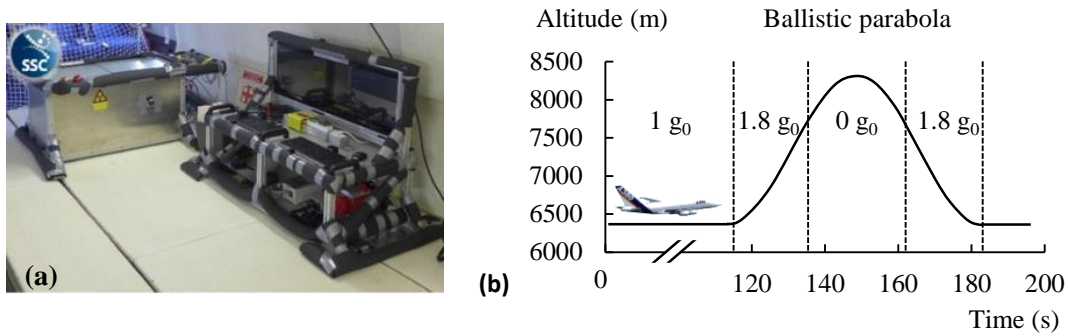 SSC
(a)
Altitude (m)
Ballistic parabola
8500
8000
7500
7000
6500
6000
1 g0
1.8 g0
0 g0
1.8 g0
0
120
140
160
180
200
Time (s)
(b)